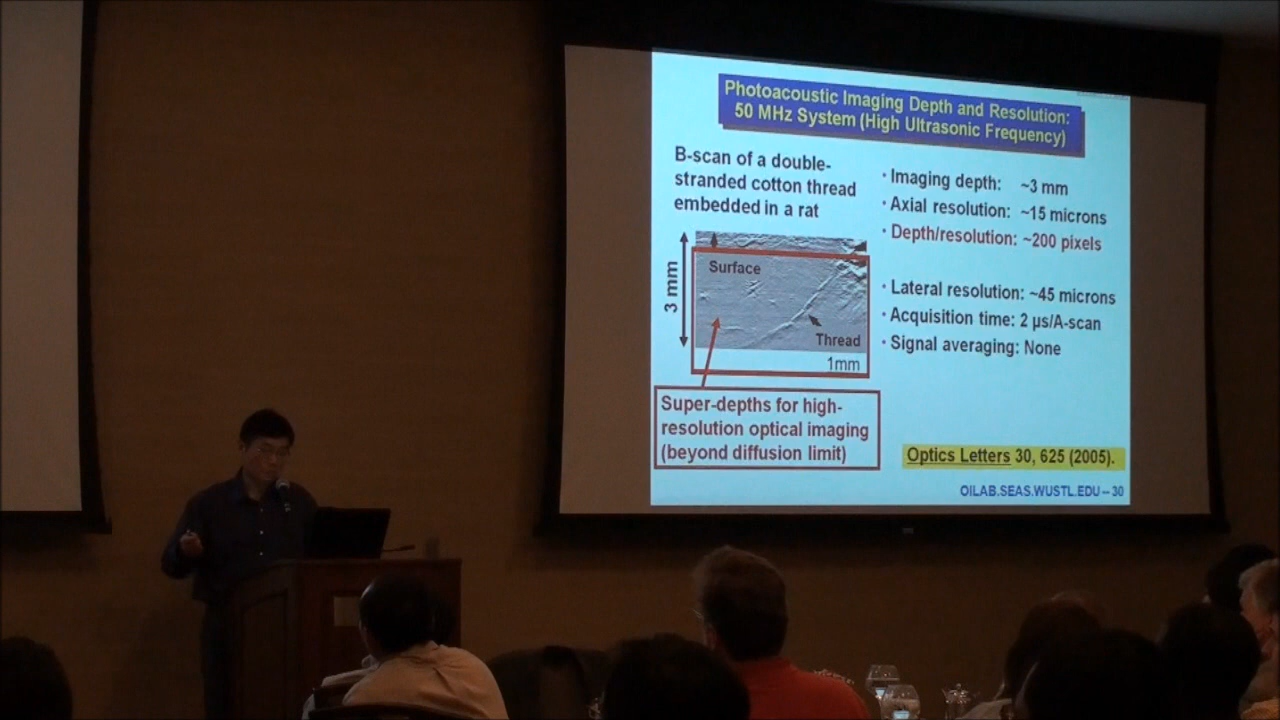 Photoacoustic Imaging Depth and Resolution:
50 MHz System (High Ultrasonic Frequency)
B-scan of a double-
stranded cotton thread
embedded in a rat
3 mm
Surface
Thread
1mm
Super-depths for high-
resolution optical imaging
(beyond diffusion limit)
· Imaging depth: ~3 mm
· Axial resolution: ~15 microns
· Depth/resolution: ~200 pixels
· Lateral resolution: ~45 microns
· Acquisition time: 2 µs/A-scan
· Signal averaging: None
Optics Letters 30, 625 (2005).
OILAB.SEAS.WUSTL.EDU – 30